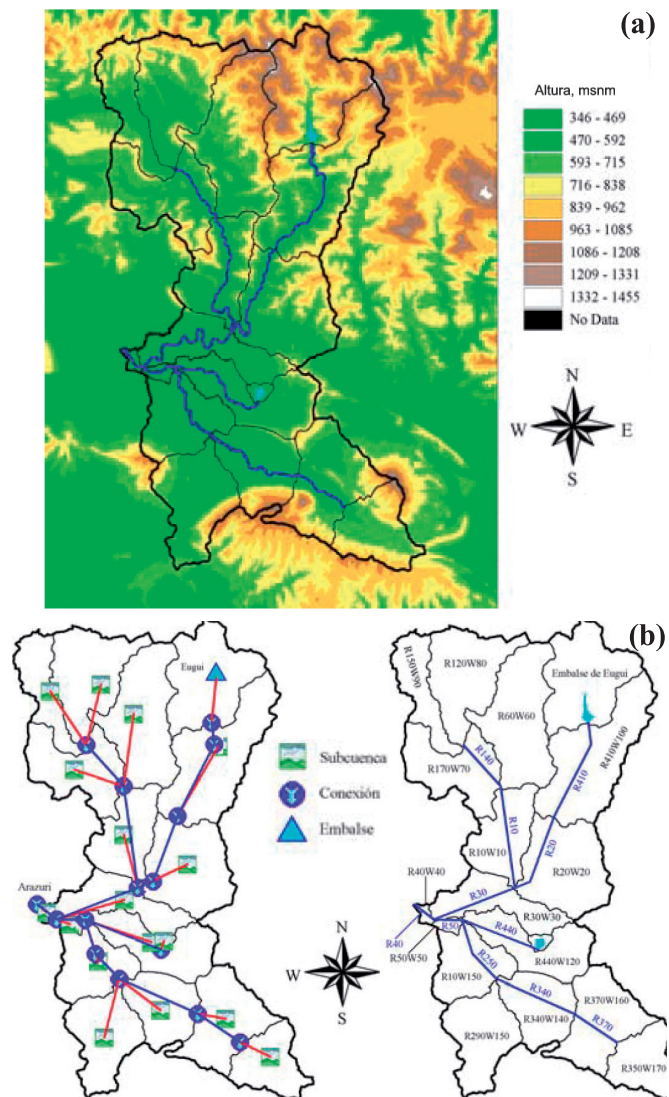 (a)
Altura, msnm
346 - 469
470 - 592
593 - 715
716 - 838
839 - 962
963 - 1085
1086 - 1208
1209 - 1331
1332 - 1455
No Data
N
W E
S
(b)
Eugui
Subcuenca
Conexión
Embalse
Arazuri
N
W E
S
R150W90
R120W80
R60W60
Embalse de Eugui
R410W100
R170W70
R140
R410
R10
R10W10
R20
R20W20
R40W40
R30
R30W30
R40
R50
R50W50
R440
R440W120
R10W150
R250
R340
R370W160
R290W150
R340W140
R370
R350W170